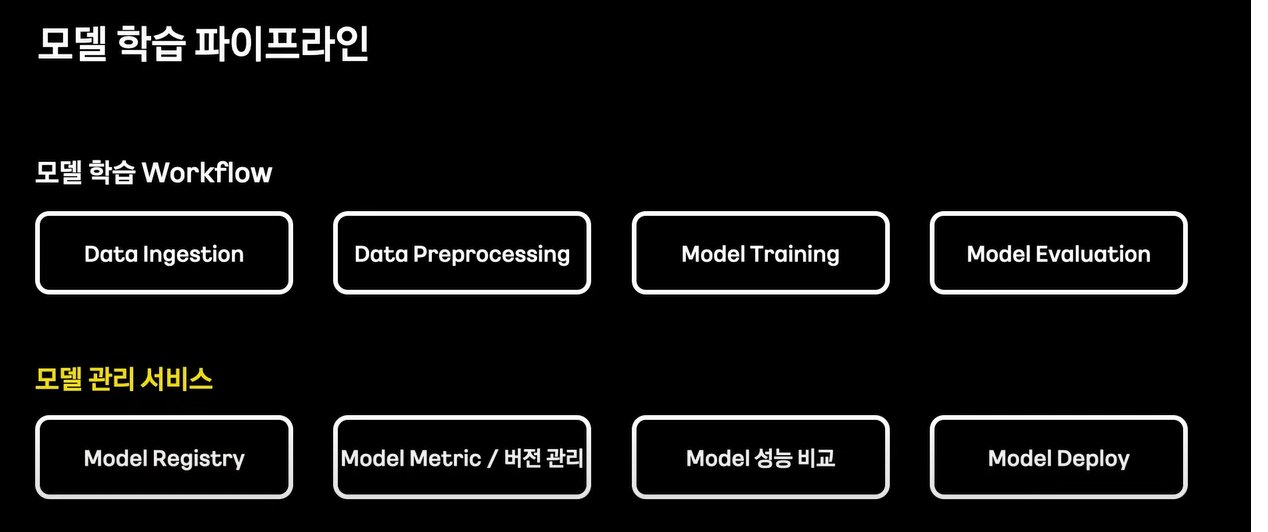 모델 학습 파이프라인
모델 학습 Workflow
Data Ingestion
Data Preprocessing
Model Training
Model Evaluation
모델 관리 서비스
Model Registry
Model Metric / 버전 관리
Model 성능 비교
Model Deploy